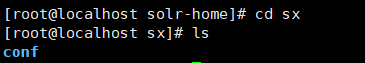 [root@localhost solr-home]# cd sx
[root@localhost sx]# ls
conf